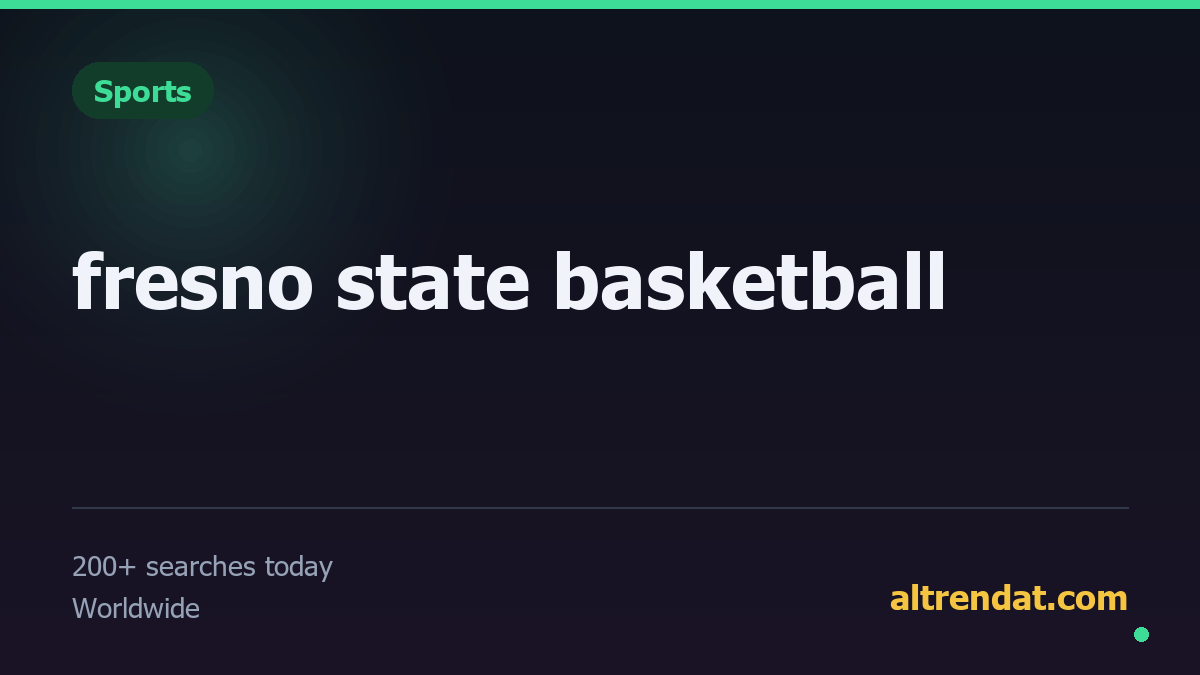 Sports
fresno state basketball
200+ searches today
Worldwide
altrendat.com